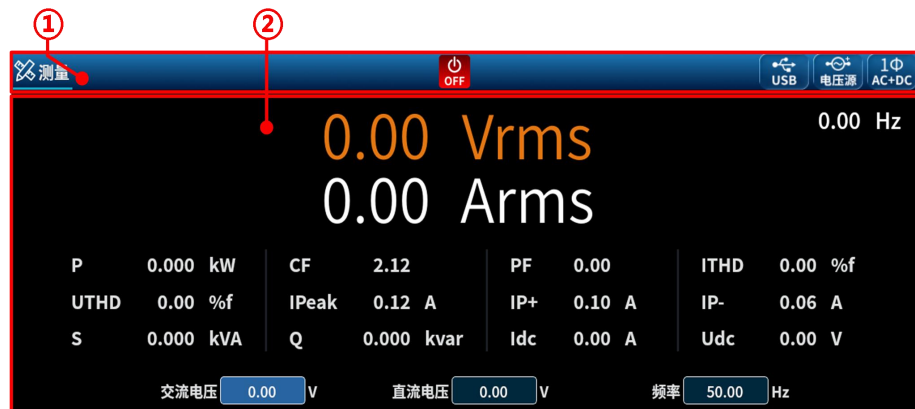 ① ②
测量 OFF USB 电压源 1Φ AC+DC
0.00 Vrms 0.00 Hz
0.00 Arms
P 0.000 kW CF 2.12 PF 0.00 ITHD 0.00 %f
UTHD 0.00 %f IPeak 0.12 A IP+ 0.10 A IP- 0.06 A
S 0.000 kVA Q 0.000 kvar Idc 0.00 A Udc 0.00 V
交流电压 0.00 V 直流电压 0.00 V 频率 50.00 Hz